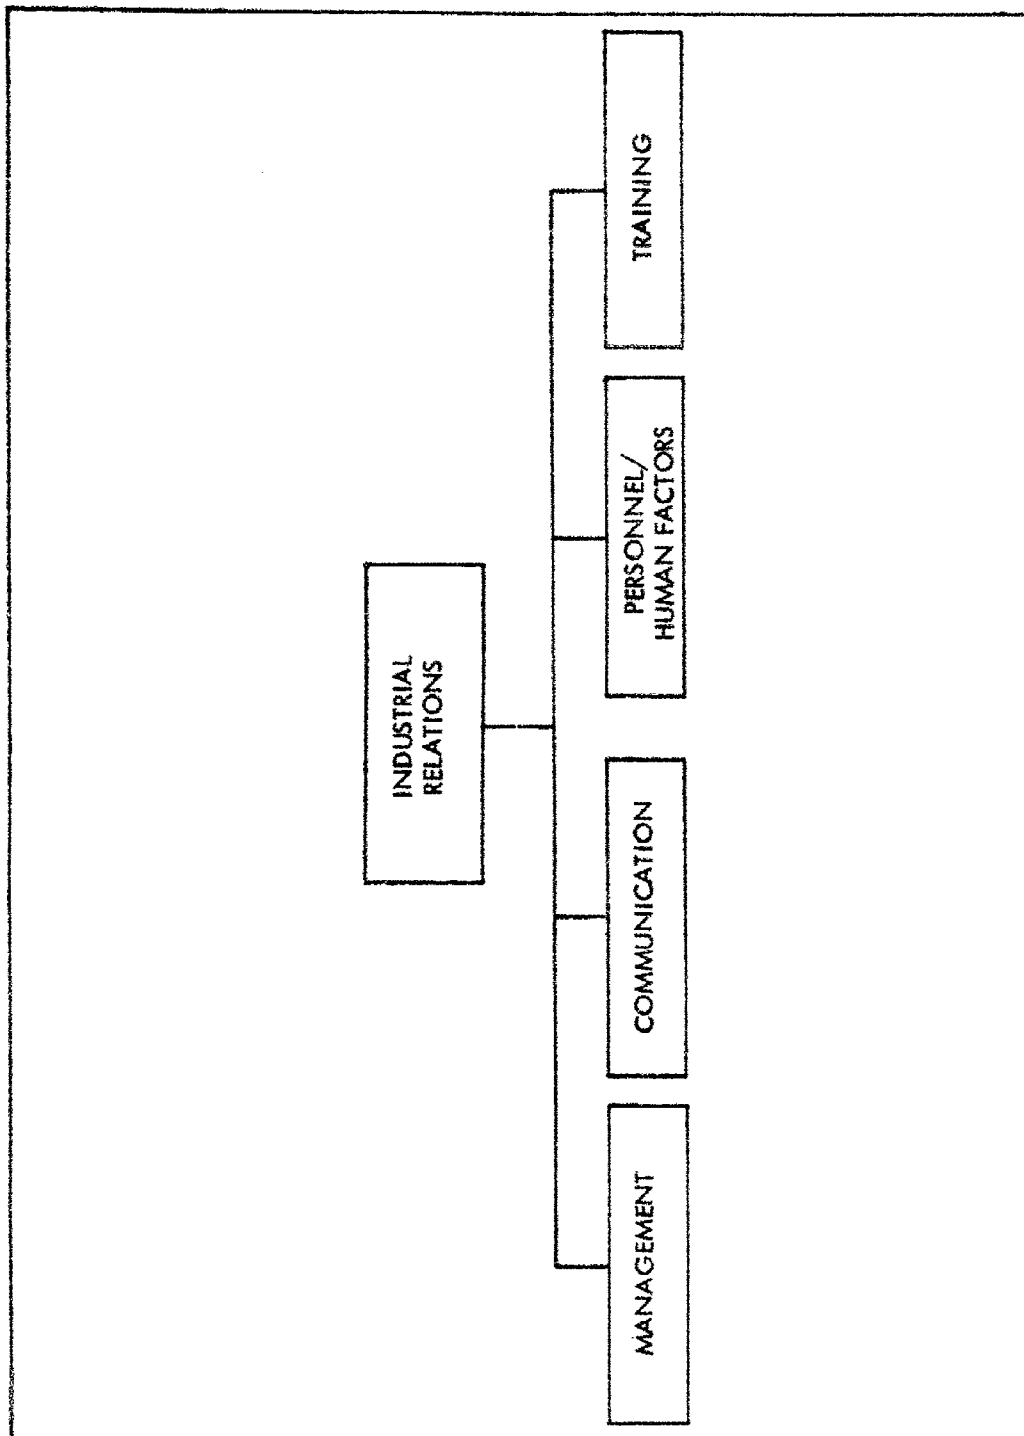 INDUSTRIAL
RELATIONS
MANAGEMENT
COMMUNICATION
PERSONNEL/
HUMAN FACTORS
TRAINING